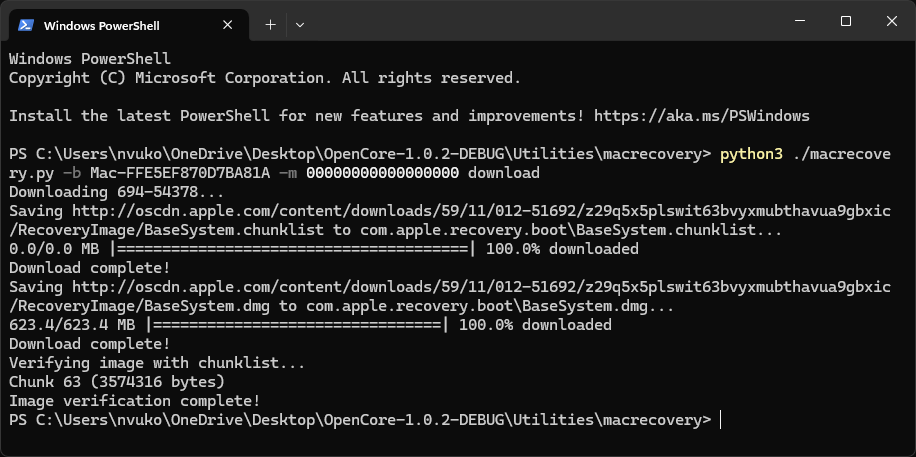 Windows PowerShell
Windows PowerShell
Copyright (C) Microsoft Corporation. All rights reserved.
Install the latest PowerShell for new features and improvements! https://aka.ms/PSWindows
PS C:\Users\nvuko\OneDrive\Desktop\OpenCore-1.0.2-DEBUG\Utilities\macrecovery> python3 ./macrecove
ry.py -b Mac-FFE5EF870D7BA81A -m 00000000000000000 download
Downloading 694-54378...
Saving http://oscdn.apple.com/content/downloads/59/11/012-51692/z29q5x5plswit63bvyxmubthavua9gbxic
/RecoveryImage/BaseSystem.chunklist to com.apple.recovery.boot\BaseSystem.chunklist...
0.0/0.0 MB |=======================================| 100.0% downloaded
Download complete!
Saving http://oscdn.apple.com/content/downloads/59/11/012-51692/z29q5x5plswit63bvyxmubthavua9gbxic
/RecoveryImage/BaseSystem.dmg to com.apple.recovery.boot\BaseSystem.dmg...
623.4/623.4 MB |================================| 100.0% downloaded
Download complete!
Verifying image with chunklist...
Chunk 63 (3574316 bytes)
Image verification complete!
PS C:\Users\nvuko\OneDrive\Desktop\OpenCore-1.0.2-DEBUG\Utilities\macrecovery>